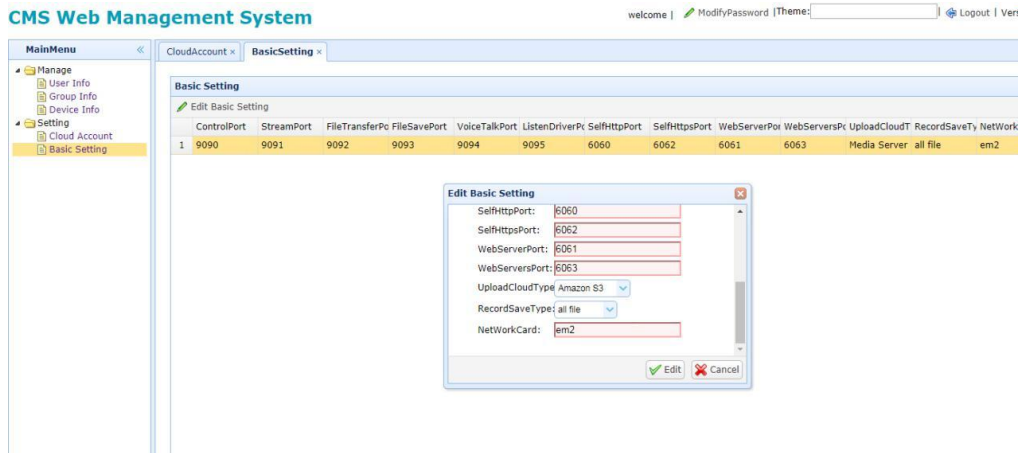 CMS Web Management System
welcome | ModifyPassword |Theme: | Logout | Vers
MainMenu «
CloudAccount × BasicSetting ×
Manage
User Info
Group Info
Device Info
Setting
Cloud Account
Basic Setting
Basic Setting
Edit Basic Setting
ControlPort StreamPort FileTransferPo FileSavePort VoiceTalkPort ListenDriverPo SelfHttpPort SelfHttpsPort WebServerPor WebServersPo UploadCloudT RecordSaveTy NetWork
1 9090 9091 9092 9093 9094 9095 6060 6062 6061 6063 Media Server all file em2
Edit Basic Setting
SelfHttpPort: 6060
SelfHttpsPort: 6062
WebServerPort: 6061
WebServersPort: 6063
UploadCloudType Amazon S3
RecordSaveType: all file
NetWorkCard: em2
Edit Cancel